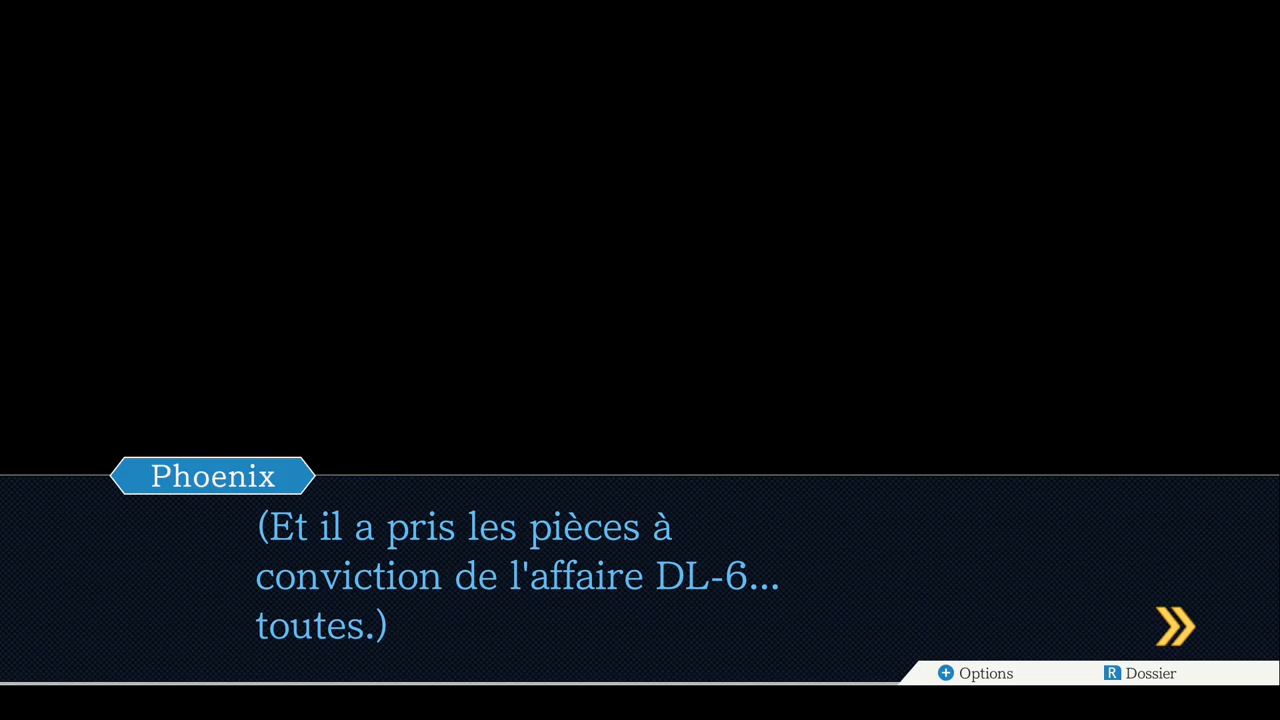 Phoenix
(Et il a pris les pièces à
conviction de l'affaire DL-6...
toutes.)
+ Options
R Dossier